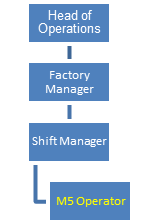 Head of
Operations
Factory
Manager
Shift Manager
M5 Operator